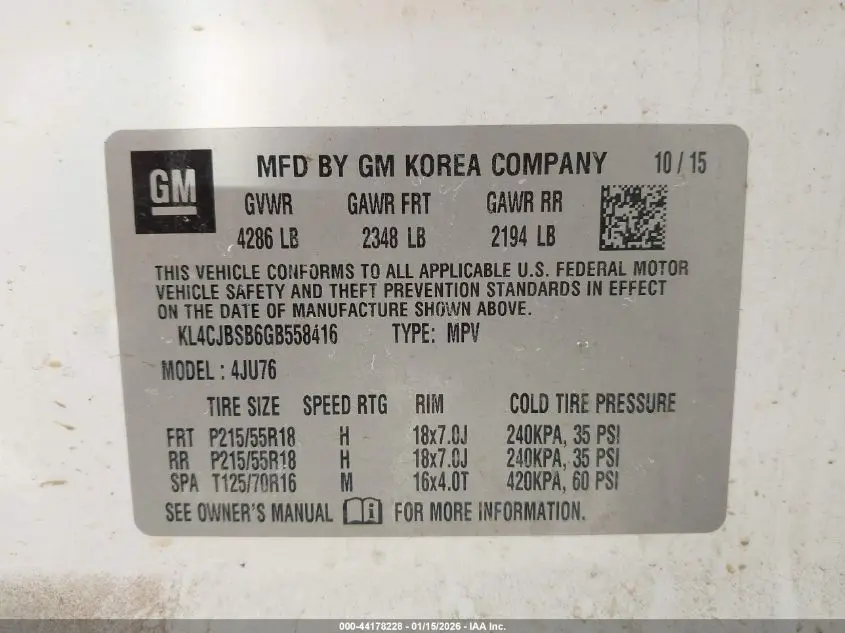 GM
MFD BY GM KOREA COMPANY 10 / 15
GVWR GAWR FRT GAWR RR
4286 LB 2348 LB 2194 LB
THIS VEHICLE CONFORMS TO ALL APPLICABLE U.S. FEDERAL MOTOR
VEHICLE SAFETY AND THEFT PREVENTION STANDARDS IN EFFECT
ON THE DATE OF MANUFACTURE SHOWN ABOVE.
KL4CJBSB6GB558416 TYPE: MPV
MODEL : 4JU76
TIRE SIZE SPEED RTG RIM COLD TIRE PRESSURE
FRT P215/55R18 H 18x7.0J 240KPA, 35 PSI
RR P215/55R18 H 18x7.0J 240KPA, 35 PSI
SPA T125/70R16 M 16x4.0T 420KPA, 60 PSI
SEE OWNER'S MANUAL i FOR MORE INFORMATION.
000-44178228 - 01/15/2026 - IAA Inc.